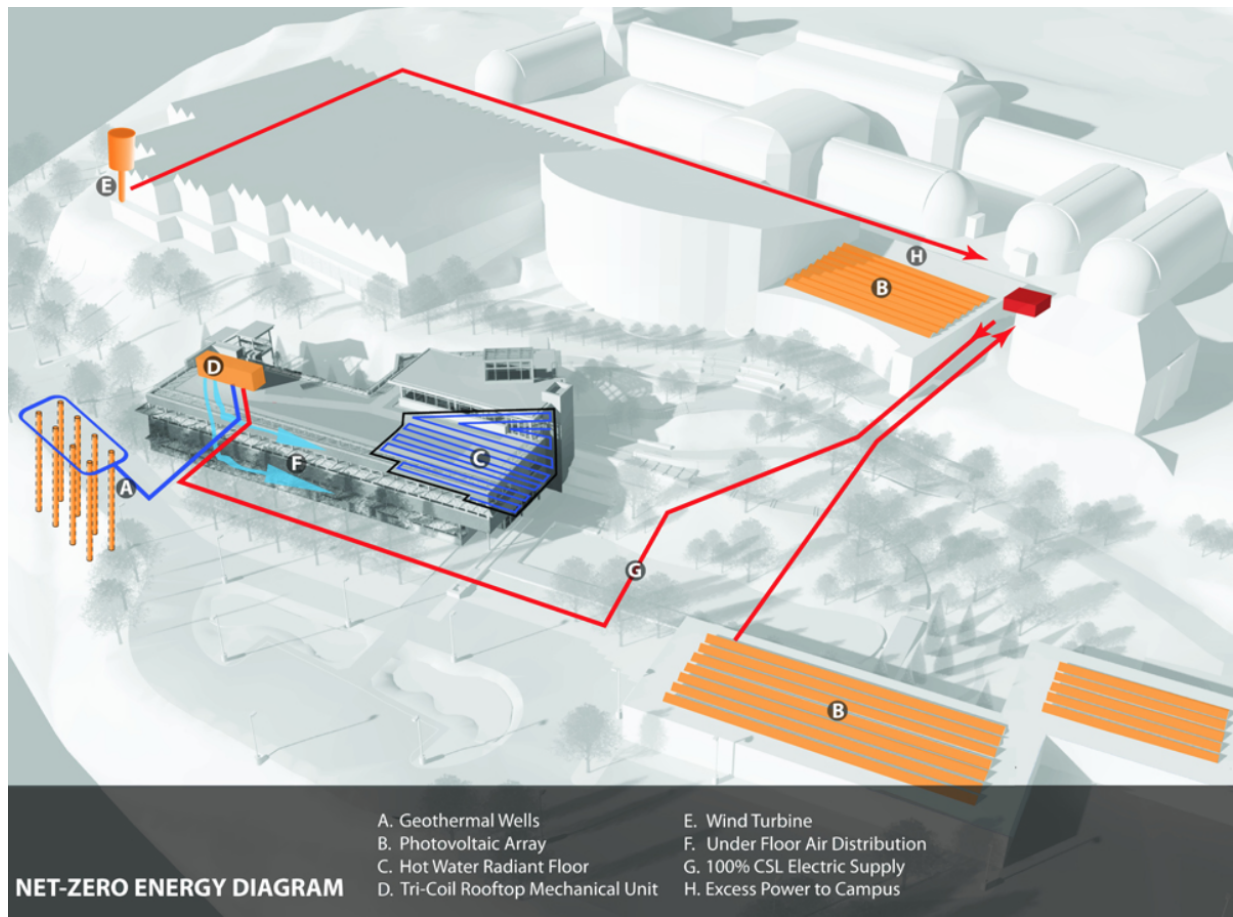 E
H
B
D
C
F
A
G
B
A. Geothermal Wells
B. Photovoltaic Array
C. Hot Water Radiant Floor
D. Tri-Coil Rooftop Mechanical Unit
E. Wind Turbine
F. Under Floor Air Distribution
G. 100% CSL Electric Supply
H. Excess Power to Campus
NET-ZERO ENERGY DIAGRAM